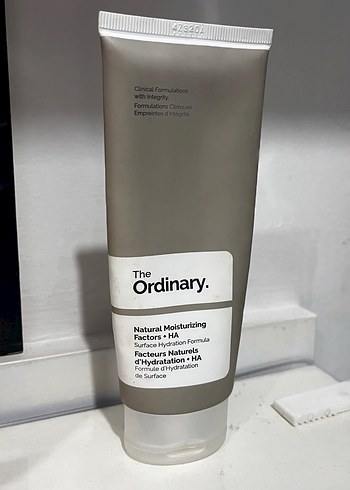 Clinical Formulations
with Integrity.
Formulations Cliniques
Empreintes d'Intégrité.
The
Ordinary.
Natural Moisturizing
Factors + HA
Surface Hydration Formula
Facteurs Naturels
d'Hydratation + HA
Formule d'Hydratation
de Surface